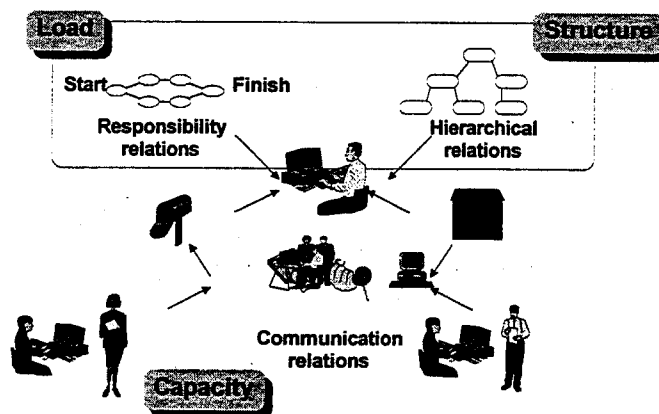 Load
Structure
Start
Finish
Responsibility
relations
Hierarchical
relations
Communication
relations
Capacity